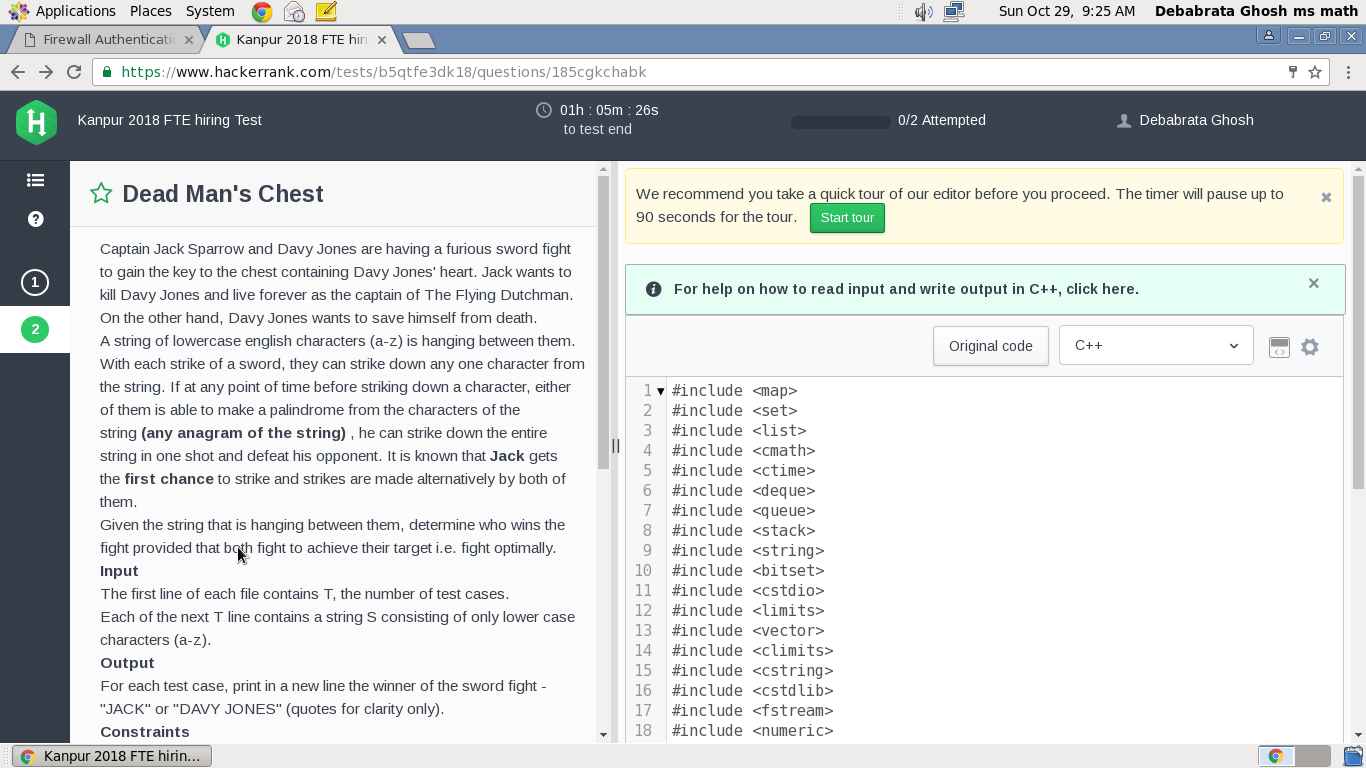 Applications Places System Sun Oct 29, 9:25 AM Debabrata Ghosh ms math
Firewall Authenticati Kanpur 2018 FTE hiri
https://www.hackerrank.com/tests/b5qtfe3dk18/questions/185cgkchabk
Kanpur 2018 FTE hiring Test
01h : 05m : 26s
to test end
0/2 Attempted
Debabrata Ghosh
1
2
Dead Man's Chest
Captain Jack Sparrow and Davy Jones are having a furious sword fight
to gain the key to the chest containing Davy Jones' heart. Jack wants to
kill Davy Jones and live forever as the captain of The Flying Dutchman.
On the other hand, Davy Jones wants to save himself from death.
A string of lowercase english characters (a-z) is hanging between them.
With each strike of a sword, they can strike down any one character from
the string. If at any point of time before striking down a character, either
of them is able to make a palindrome from the characters of the
string (any anagram of the string) , he can strike down the entire
string in one shot and defeat his opponent. It is known that Jack gets
the first chance to strike and strikes are made alternatively by both of
them.
Given the string that is hanging between them, determine who wins the
fight provided that both fight to achieve their target i.e. fight optimally.
Input
The first line of each file contains T, the number of test cases.
Each of the next T line contains a string S consisting of only lower case
characters (a-z).
Output
For each test case, print in a new line the winner of the sword fight -
"JACK" or "DAVY JONES" (quotes for clarity only).
Constraints
We recommend you take a quick tour of our editor before you proceed. The timer will pause up to
90 seconds for the tour. Start tour
For help on how to read input and write output in C++, click here.
Original code C++
1 #include <map>
2 #include <set>
3 #include <list>
4 #include <cmath>
5 #include <ctime>
6 #include <deque>
7 #include <queue>
8 #include <stack>
9 #include <string>
10 #include <bitset>
11 #include <cstdio>
12 #include <limits>
13 #include <vector>
14 #include <climits>
15 #include <cstring>
16 #include <cstdlib>
17 #include <fstream>
18 #include <numeric>
Kanpur 2018 FTE hirin...